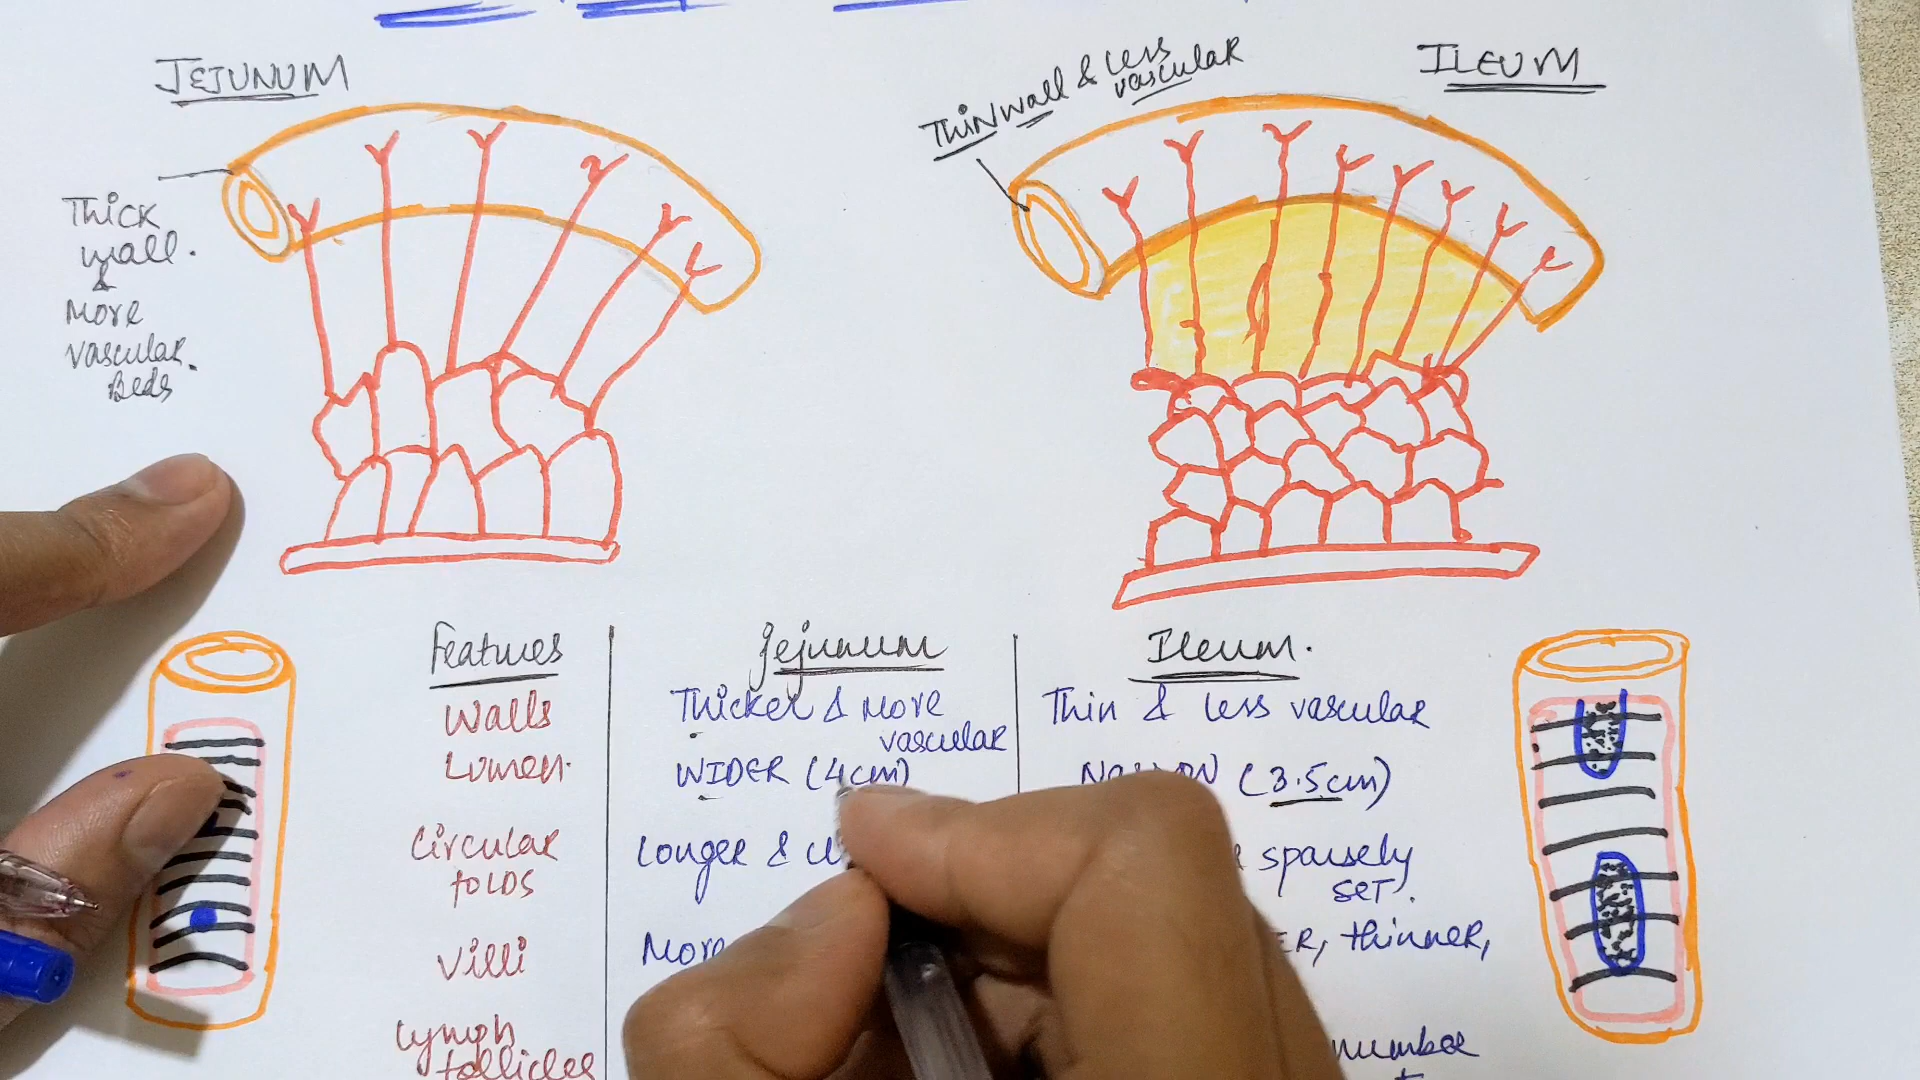 JEJUNUM
Thick
wall.
&
More
Vascular
Beds.
Thin wall & less
vascular
ILEUM
Features
Jejunum
Ileum.
Walls
Thicker & More
vascular
Thin & less vascular
Lumen.
WIDER (4cm)
(3.5cm)
Circular
folds
Longer &
sparsely
set.
Villi
More
thinner,
Lymph
follicles
number